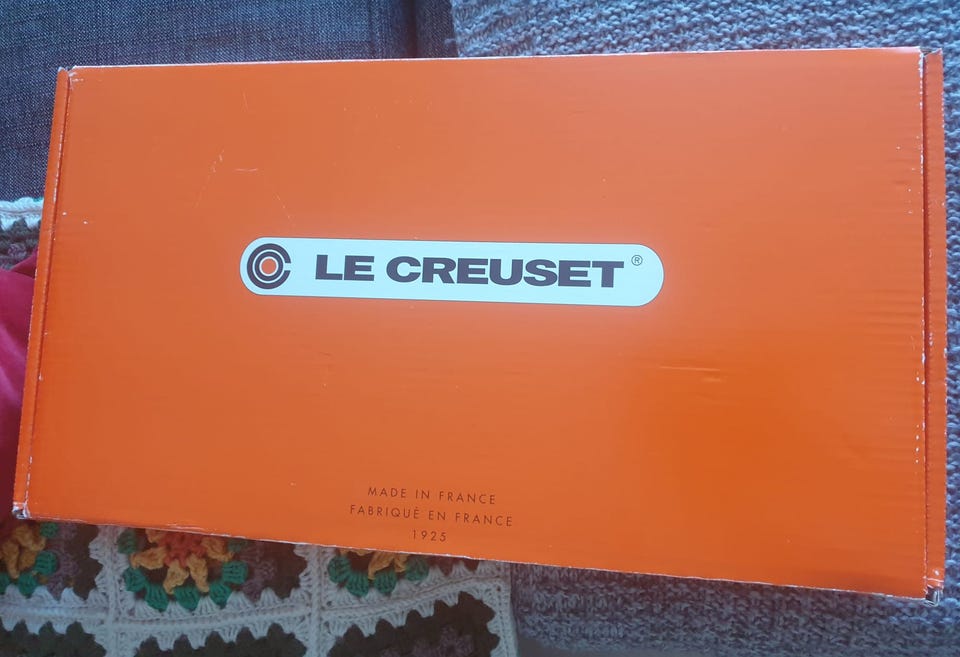 LE CREUSET®
MADE IN FRANCE
FABRIQUÉ EN FRANCE
1925